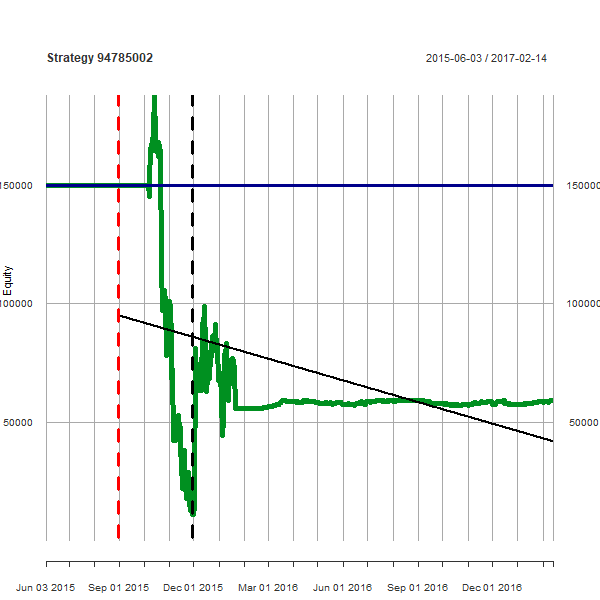 Strategy 94785002
2015-06-03 / 2017-02-14
150000
150000
Equity
100000
100000
50000
50000
Jun 03 2015
Sep 01 2015
Dec 01 2015
Mar 01 2016
Jun 01 2016
Sep 01 2016
Dec 01 2016